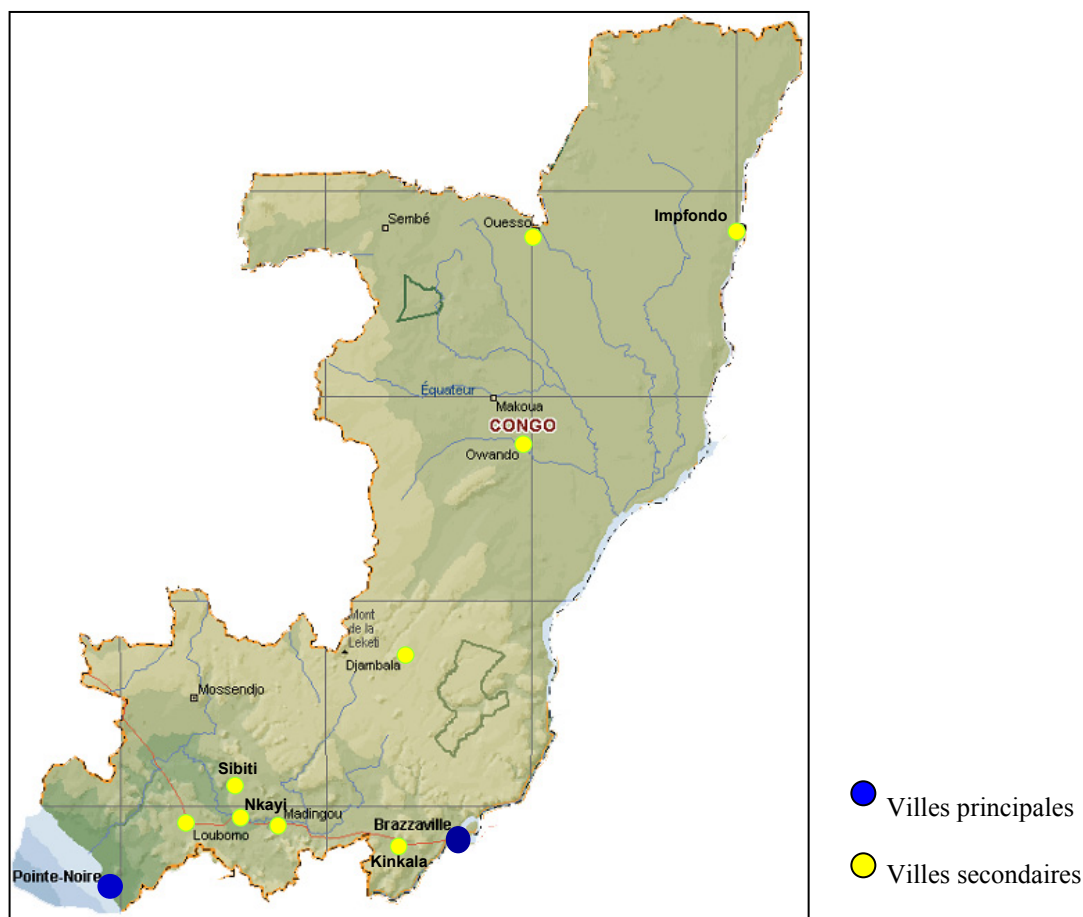 Sembé
Ouesso
Impfondo
Équateur
Makoua
CONGO
Owando
Mont
de la
Leketi
Djambala
Mossendjo
Sibiti
Nkayi
Madingou
Loubomo
Brazzaville
Kinkala
Pointe-Noire
Villes principales
Villes secondaires